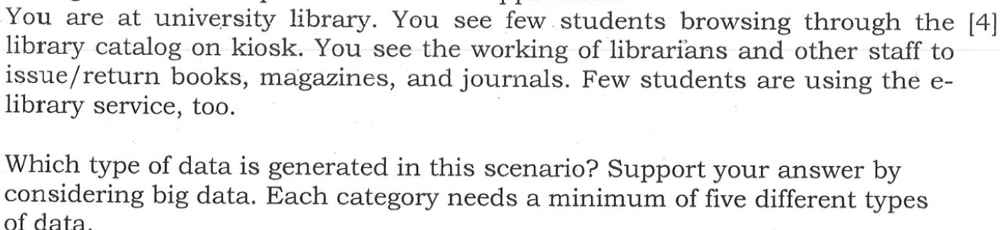 You are at university library. You see few students browsing through the [4]
library catalog on kiosk. You see the working of librarians and other staff to
issue/return books, magazines, and journals. Few students are using the e-
library service, too.
Which type of data is generated in this scenario? Support your answer by
considering big data. Each category needs a minimum of five different types
of data.